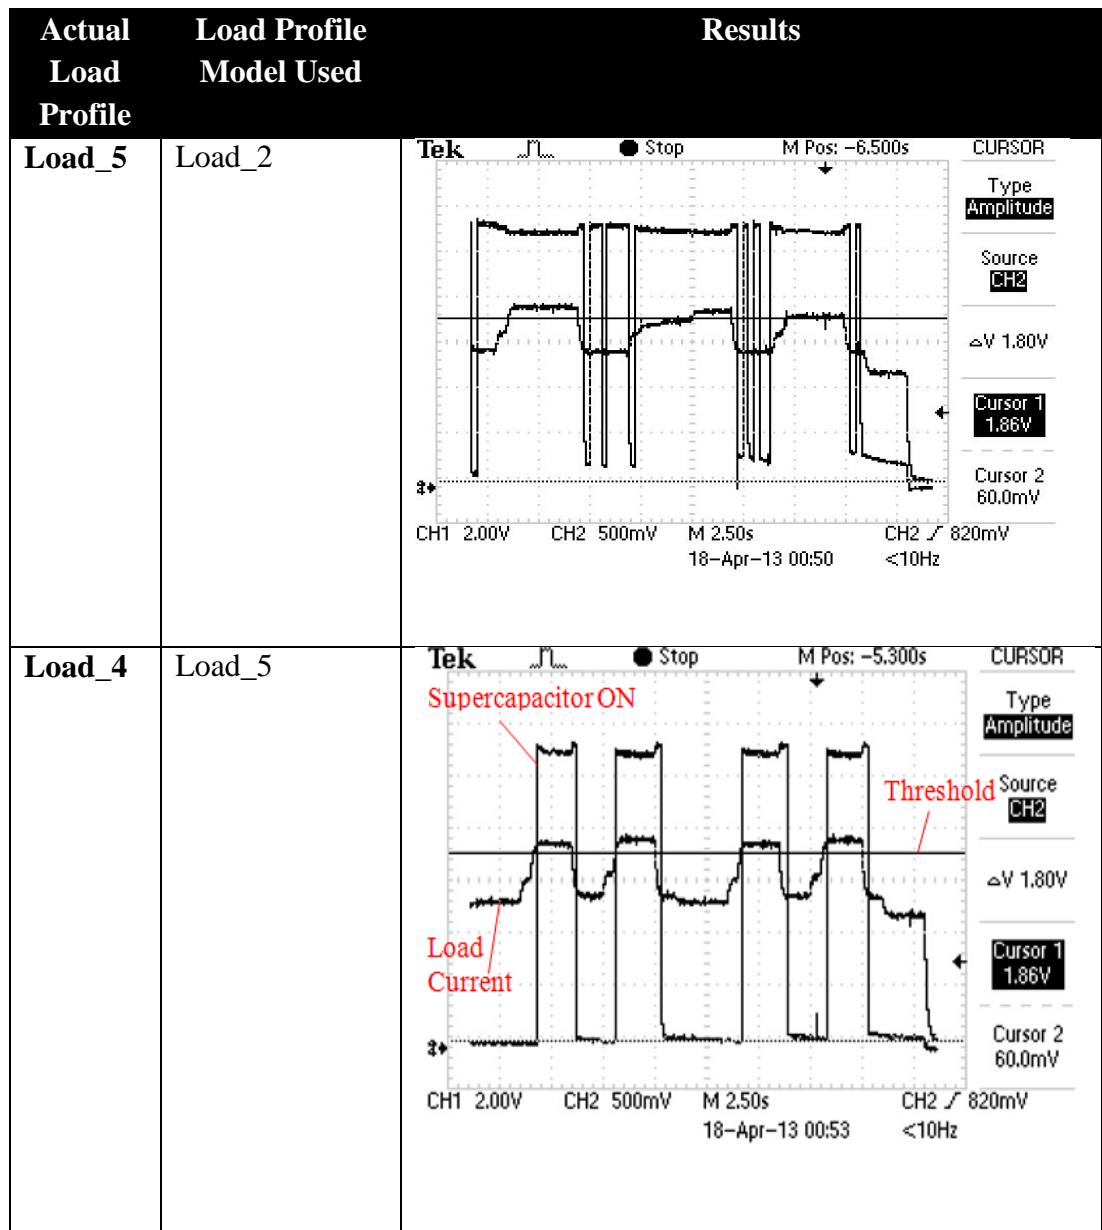 Actual Load Profile
Load Profile Model Used
Results
Load_5
Load_2
Tek
Stop
M Pos: -6.500s
CURSOR
Type
Amplitude
Source
CH2
△V 1.80V
Cursor 1
1.86V
Cursor 2
60.0mV
CH1 2.00V
CH2 500mV
M 2.50s
CH2 / 820mV
18-Apr-13 00:50
<10Hz
Load_4
Load_5
Tek
Stop
M Pos: -5.300s
CURSOR
Supercapacitor ON
Type
Amplitude
Threshold
Source
CH2
△V 1.80V
Load
Current
Cursor 1
1.86V
Cursor 2
60.0mV
CH1 2.00V
CH2 500mV
M 2.50s
CH2 / 820mV
18-Apr-13 00:53
<10Hz